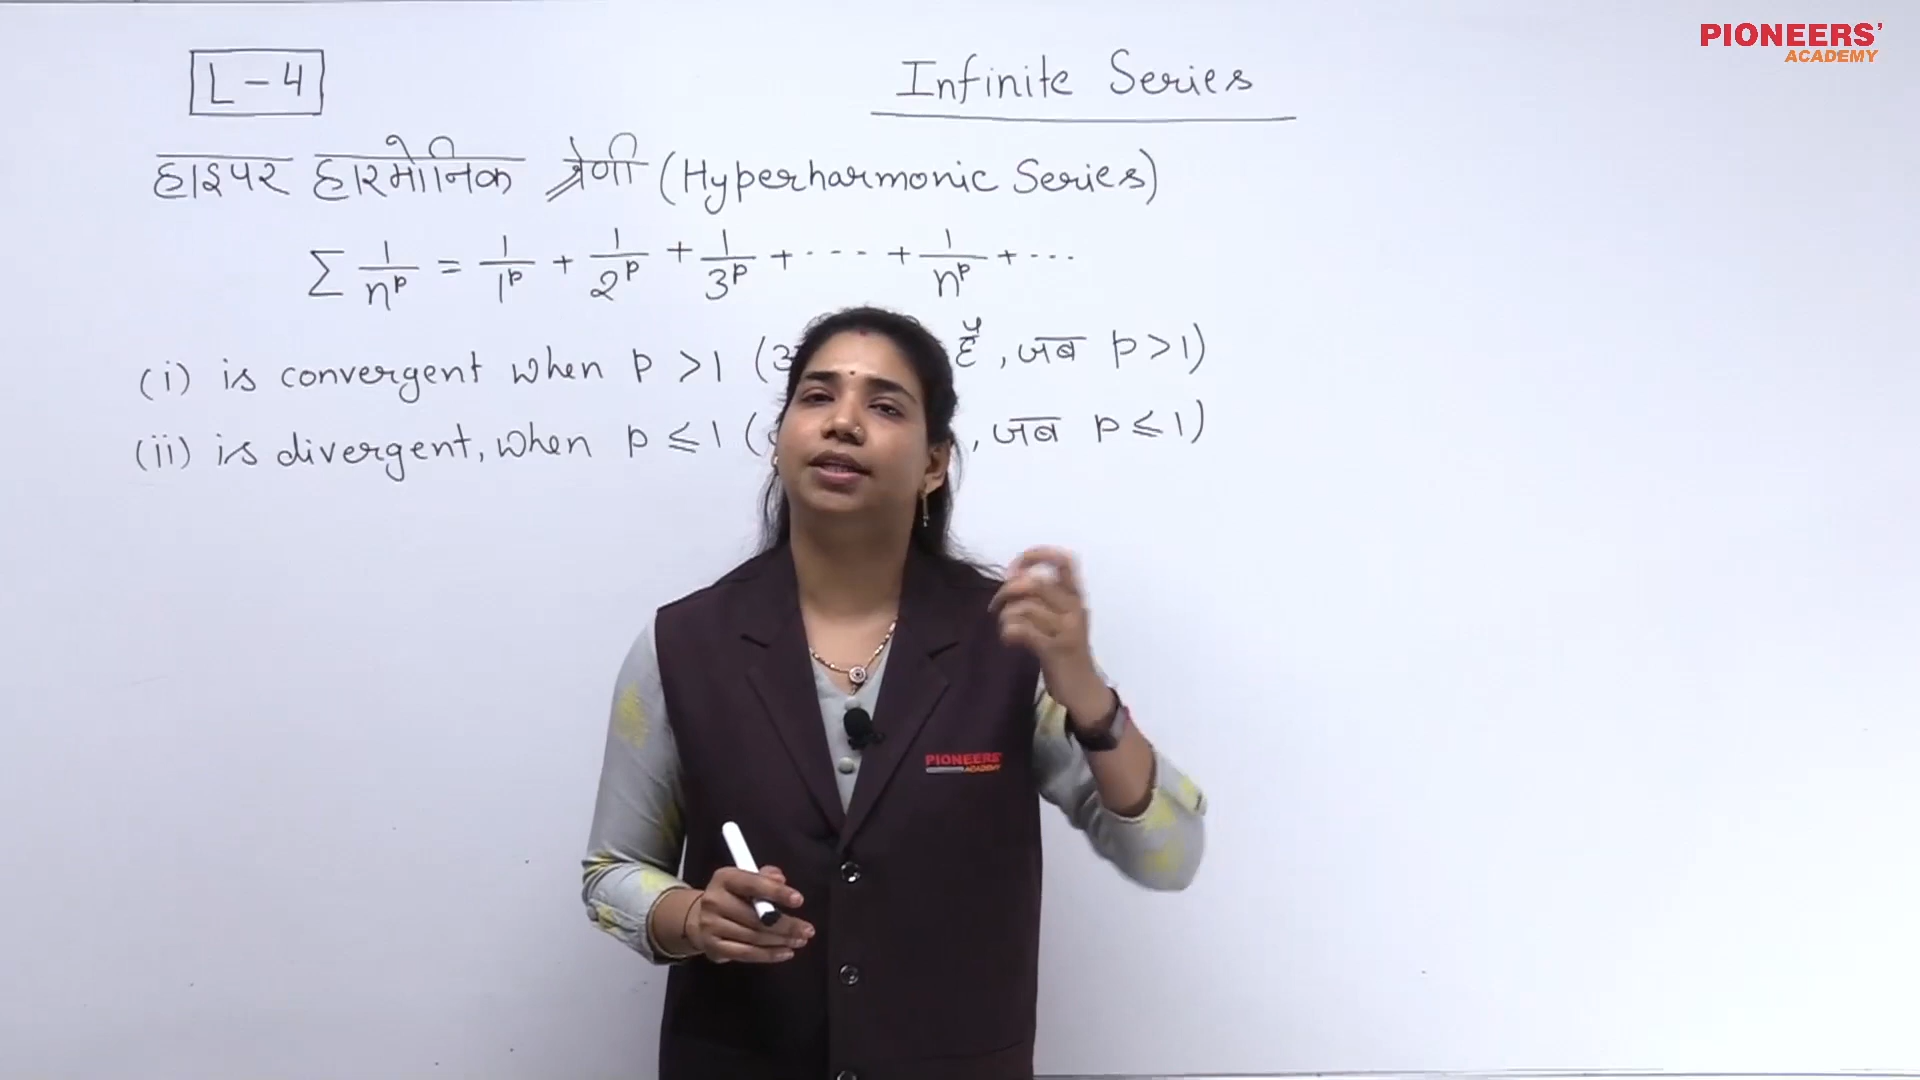 L-4
Infinite Series
PIONEERS'
ACADEMY
हाइपर हारमोनिक श्रेणी (Hyperharmonic Series)
∑ 1/n^p = 1/1^p + 1/2^p + 1/3^p + ---- + 1/n^p + ...
(i) is convergent when p > 1 ( है, जब p > 1)
(ii) is divergent, when p ⩽ 1 ( , जब p ⩽ 1)
PIONEERS'
ACADEMY